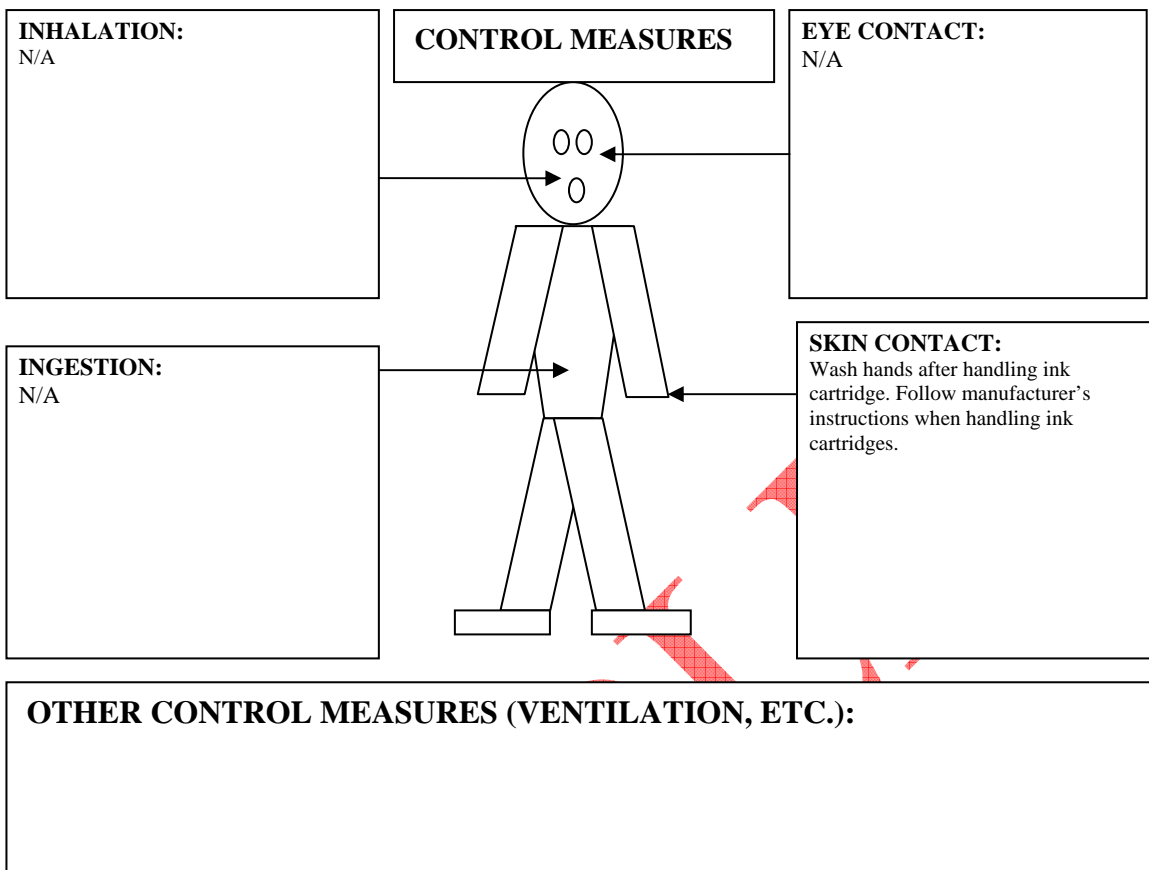 INHALATION:
N/A
CONTROL MEASURES
EYE CONTACT:
N/A
INGESTION:
N/A
SKIN CONTACT:
Wash hands after handling ink
cartridge. Follow manufacturer’s
instructions when handling ink
cartridges.
OTHER CONTROL MEASURES (VENTILATION, ETC.):